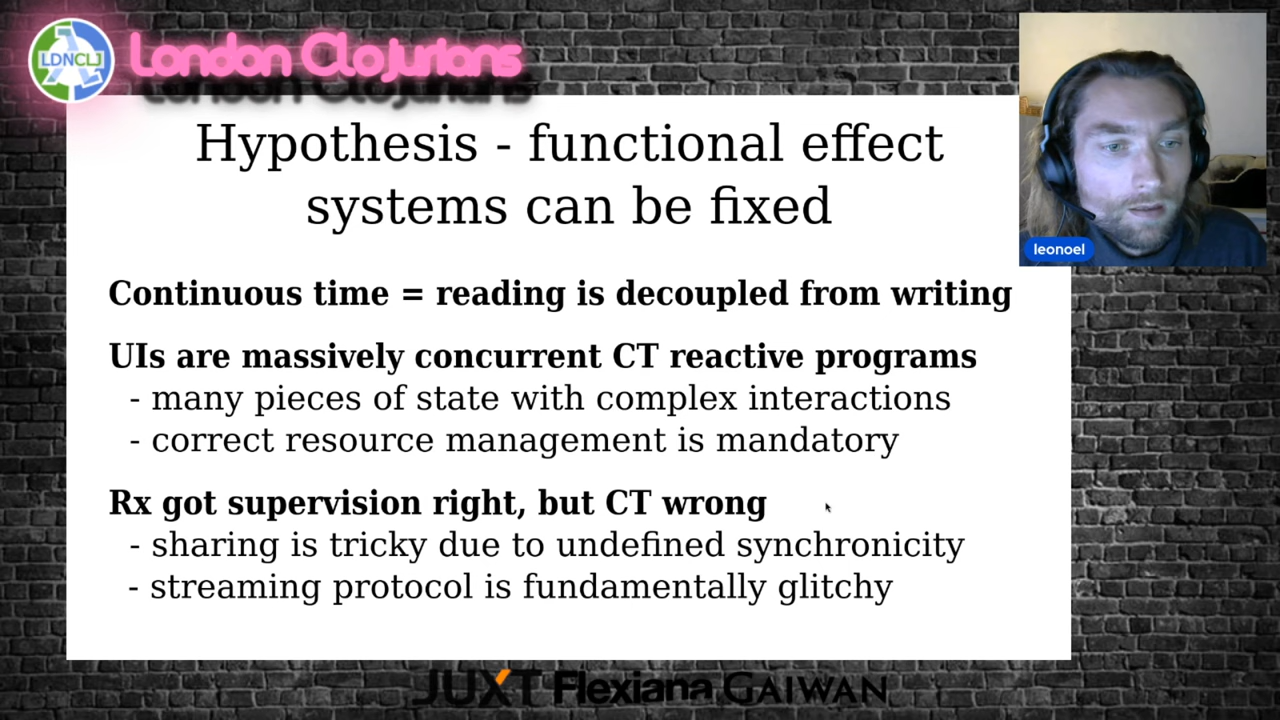 LDNCLJ
London Clojurians
Hypothesis - functional effect
systems can be fixed
leonoel
Continuous time = reading is decoupled from writing
UIs are massively concurrent CT reactive programs
- many pieces of state with complex interactions
- correct resource management is mandatory
Rx got supervision right, but CT wrong
- sharing is tricky due to undefined synchronicity
- streaming protocol is fundamentally glitchy
JUXT Flexiana GAIWAN